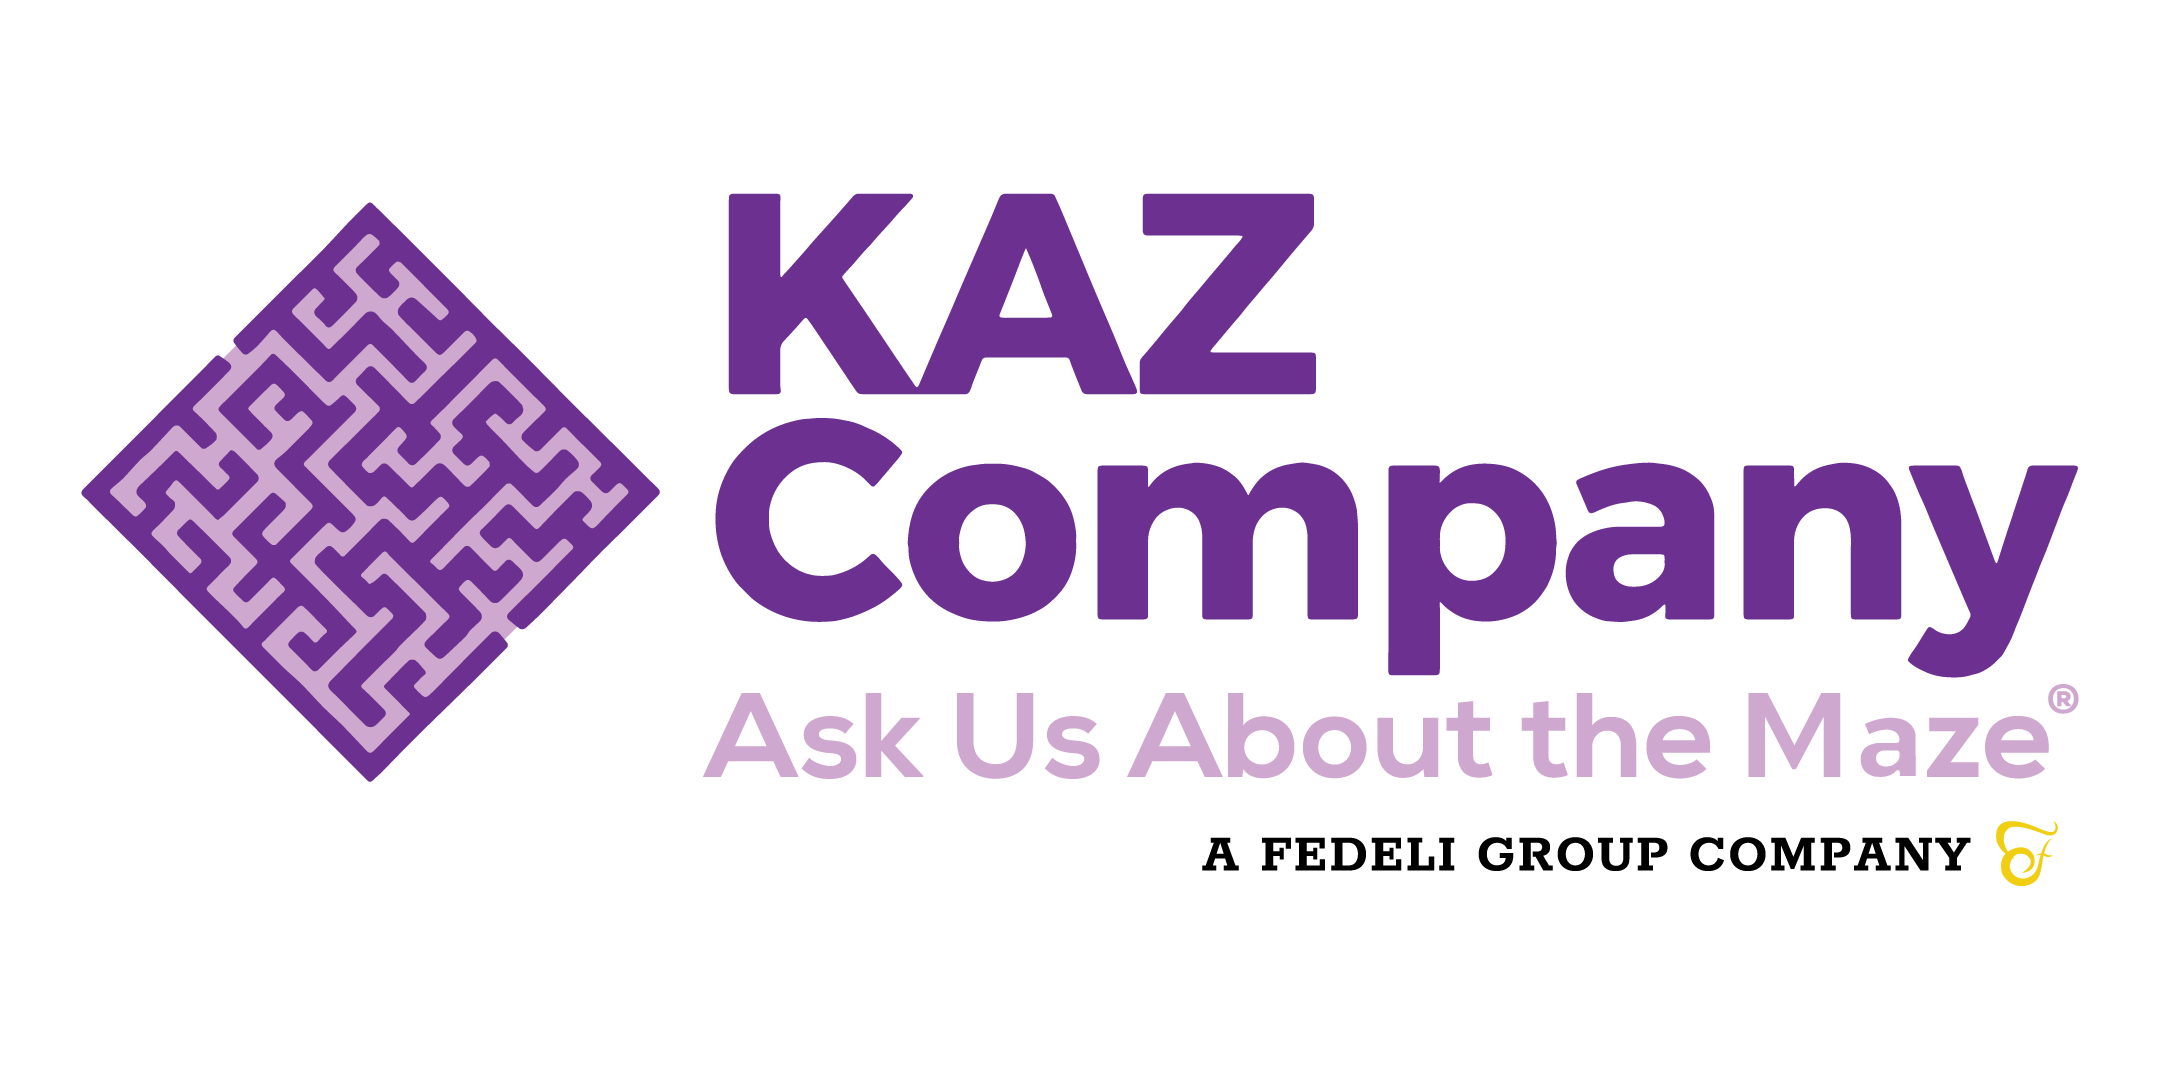 KAZ
Company
Ask Us About the Maze®
A FEDELI GROUP COMPANY